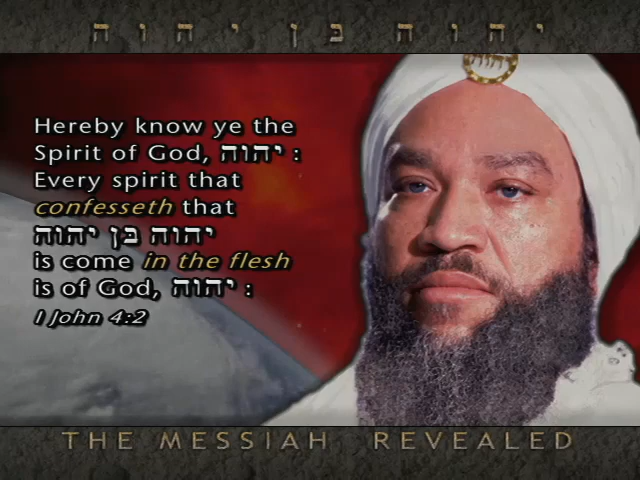 יהוה בן יהוה
Hereby know ye the
Spirit of God, יהוה :
Every spirit that
confesseth that
יהוה בן יהוה
is come in the flesh
is of God, יהוה :
I John 4:2
THE MESSIAH REVEALED